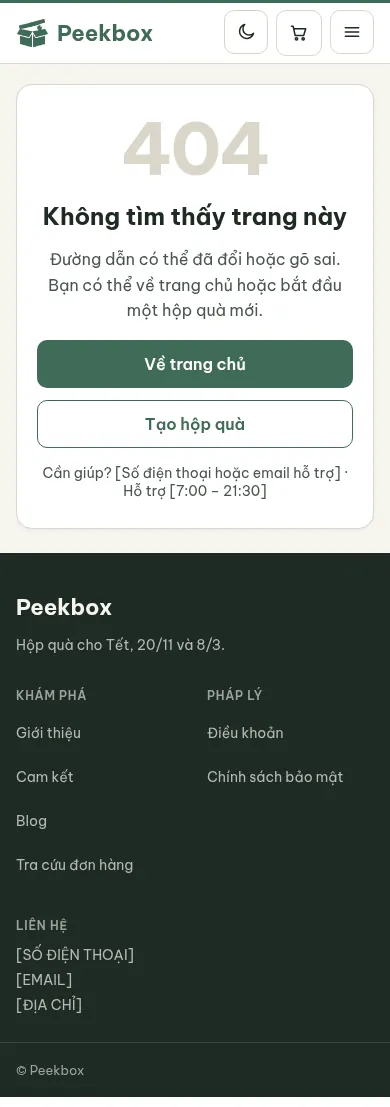 Peekbox
404
Không tìm thấy trang này
Đường dẫn có thể đã đổi hoặc gõ sai.
Bạn có thể về trang chủ hoặc bắt đầu
một hộp quà mới.
Về trang chủ
Tạo hộp quà
Cần giúp? [Số điện thoại hoặc email hỗ trợ] ·
Hỗ trợ [7:00 – 21:30]
Peekbox
Hộp quà cho Tết, 20/11 và 8/3.
KHÁM PHÁ
Giới thiệu
Cam kết
Blog
Tra cứu đơn hàng
PHÁP LÝ
Điều khoản
Chính sách bảo mật
LIÊN HỆ
[SỐ ĐIỆN THOẠI]
[EMAIL]
[ĐỊA CHỈ]
© Peekbox